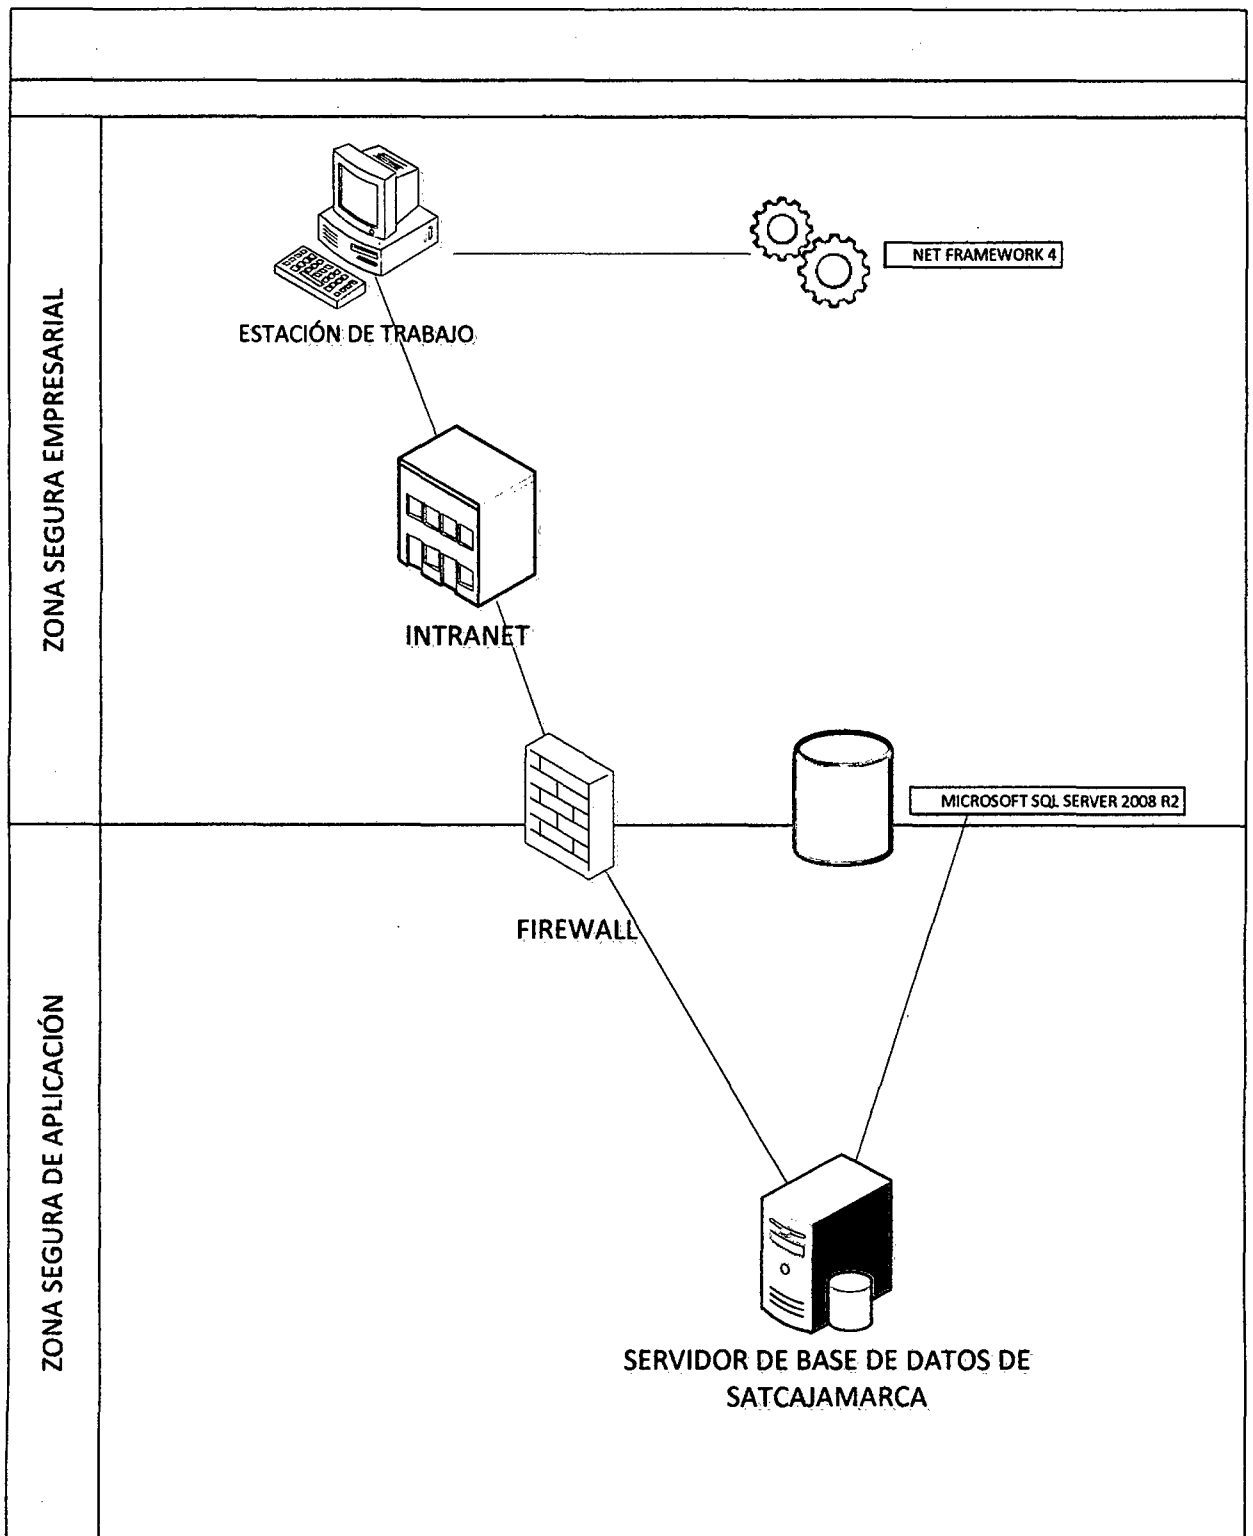 NET FRAMEWORK 4
ESTACIÓN DE TRABAJO
ZONA SEGURA EMPRESARIAL
INTRANET
MICROSOFT SQL SERVER 2008 R2
FIREWALL
ZONA SEGURA DE APLICACIÓN
SERVIDOR DE BASE DE DATOS DE
SATCAJAMARCA